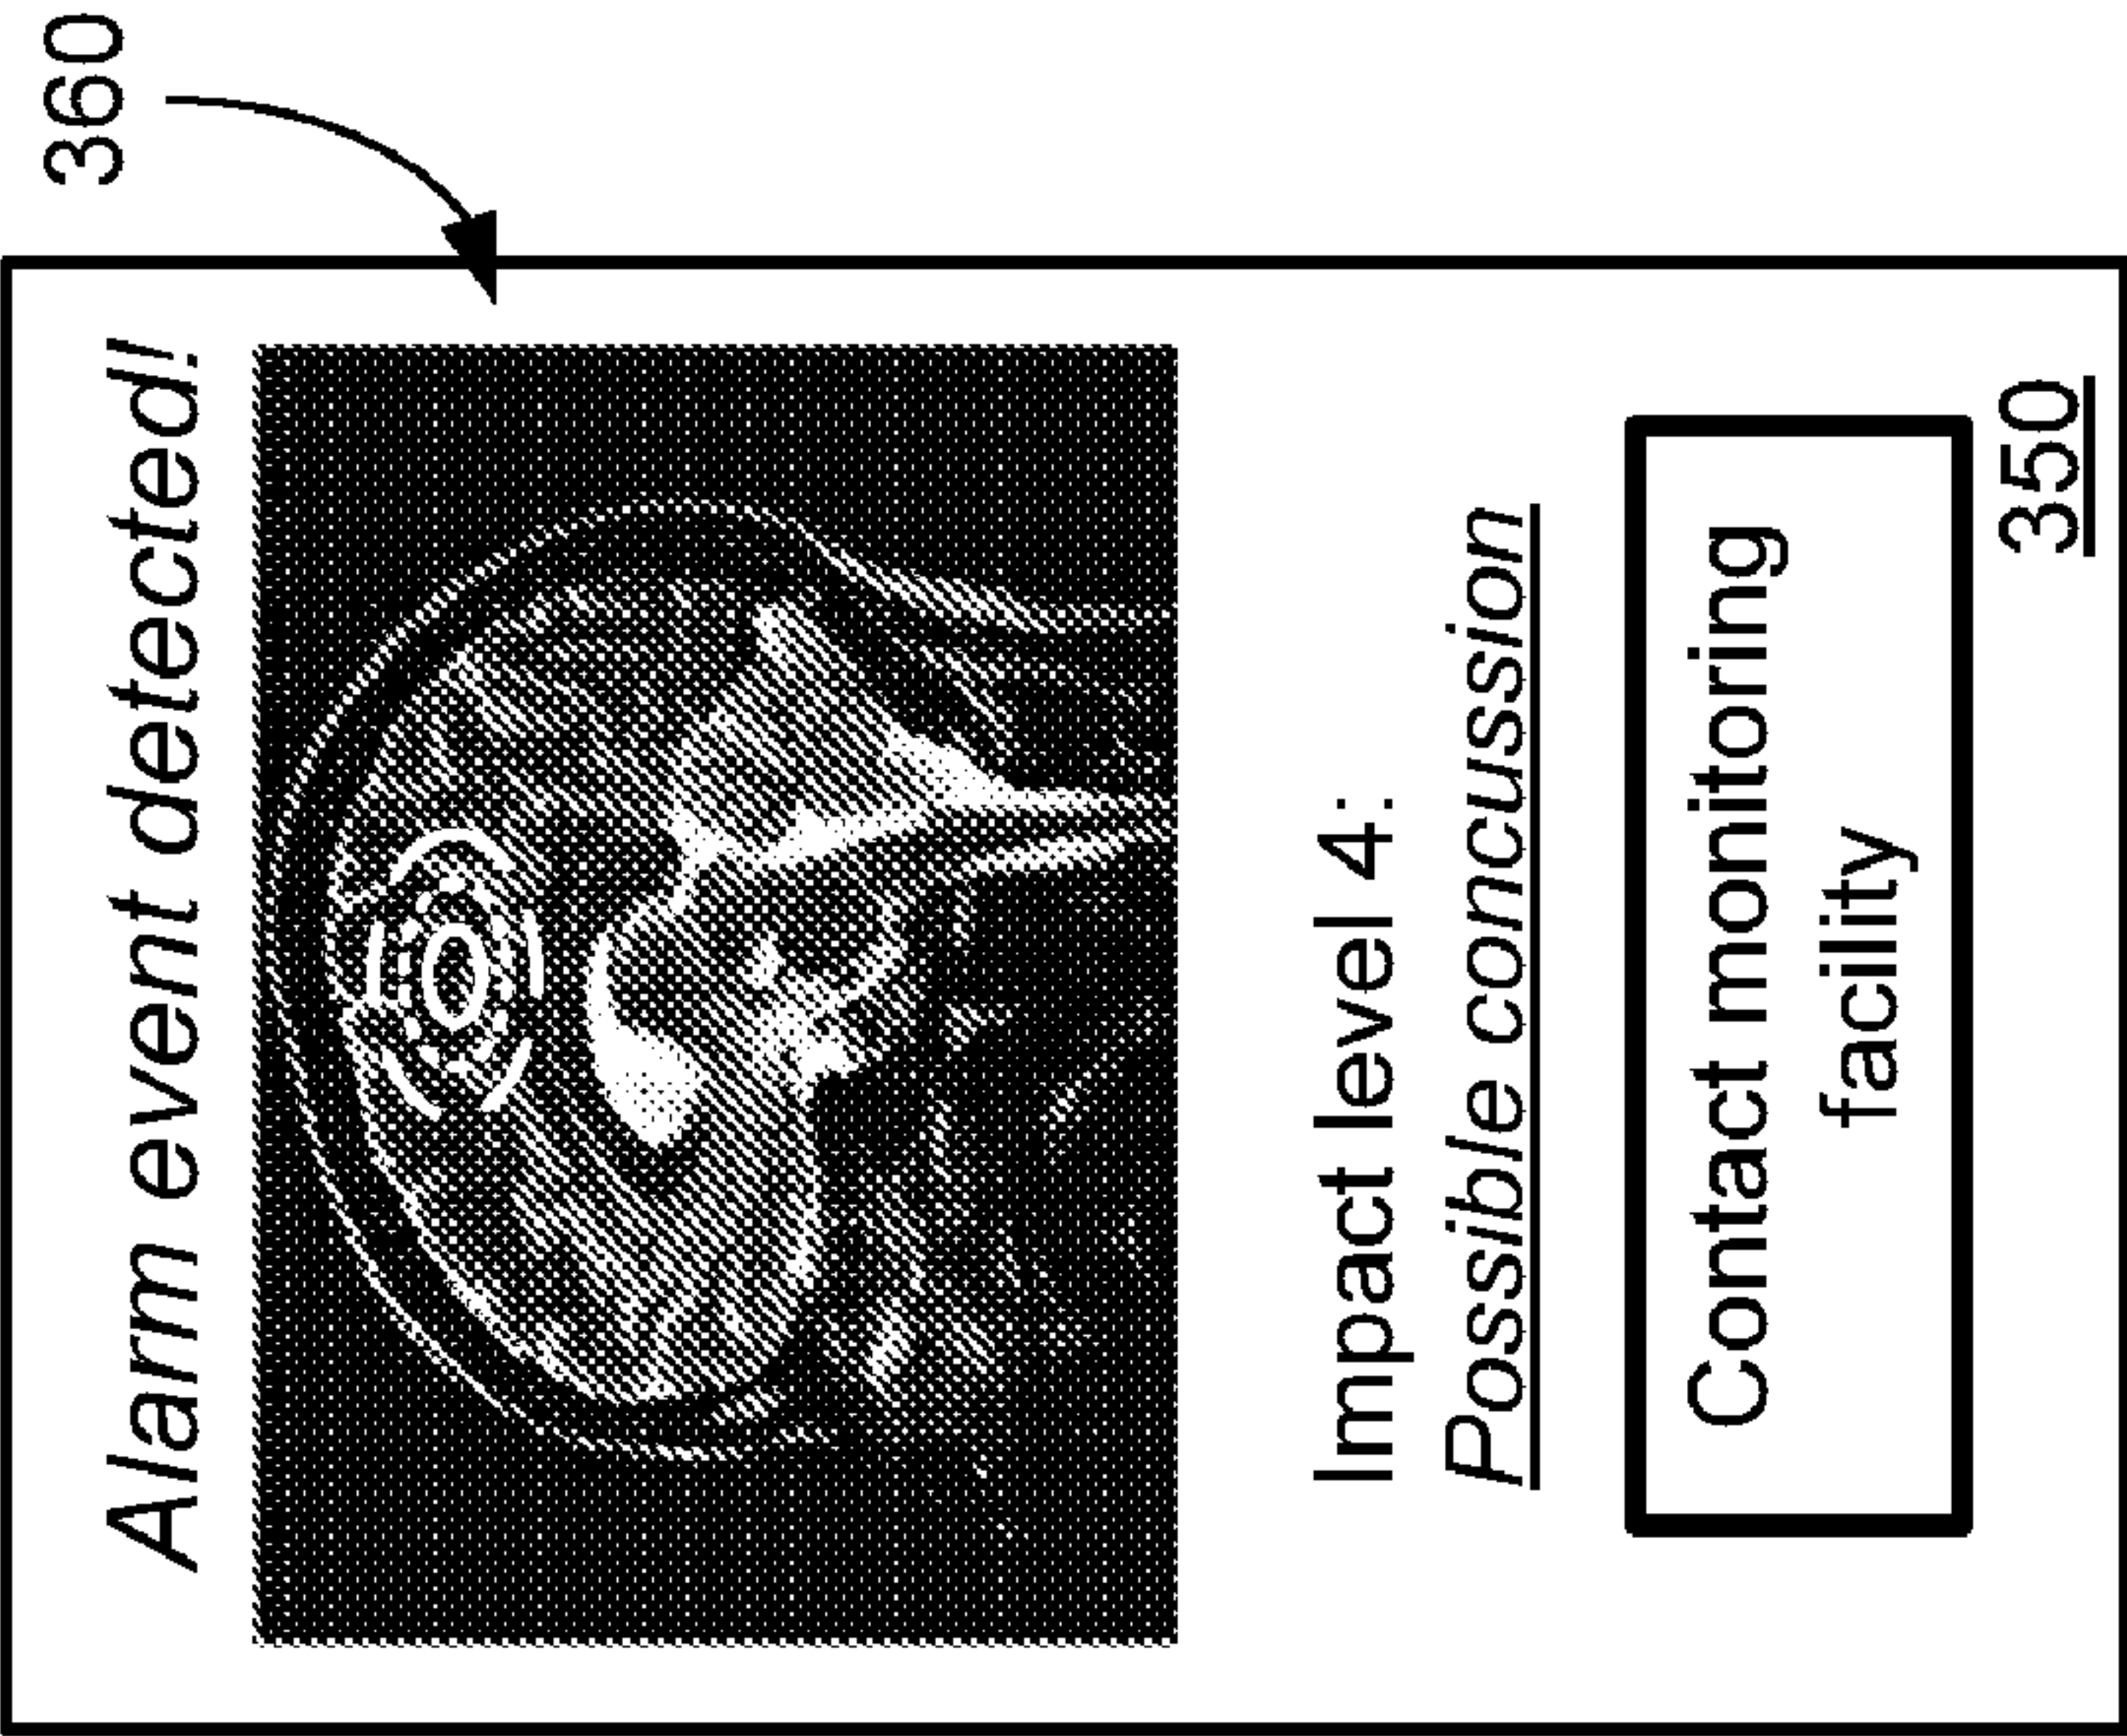 360
Alarm event detected!
Impact level 4:
Possible concussion
Contact monitoring
facility
350